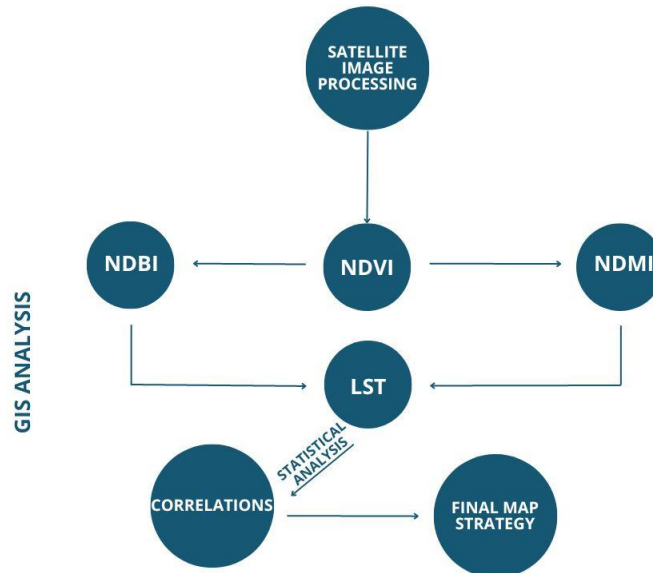 SATELLITE
IMAGE
PROCESSING
NDBI
NDVI
NDMI
GIS ANALYSIS
LST
STATISTICAL
ANALYSIS
CORRELATIONS
FINAL MAP
STRATEGY